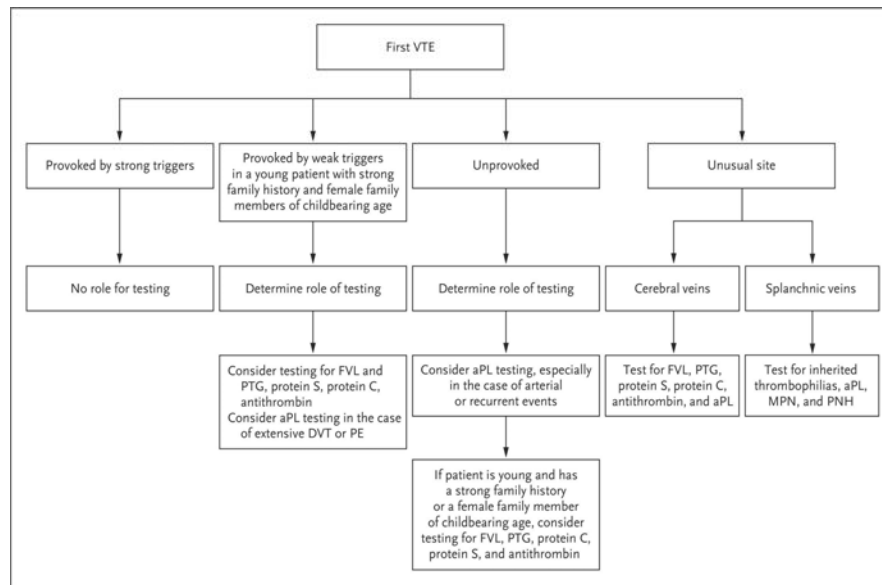 First VTE
Provoked by strong triggers
Provoked by weak triggers
in a young patient with strong
family history and female family
members of childbearing age
Unprovoked
Unusual site
No role for testing
Determine role of testing
Determine role of testing
Cerebral veins
Splanchnic veins
Consider testing for FVL and
PTG, protein S, protein C,
antithrombin
Consider aPL testing in the case
of extensive DVT or PE
Consider aPL testing, especially
in the case of arterial
or recurrent events
Test for FVL, PTG,
protein S, protein C,
antithrombin, and aPL
Test for inherited
thrombophilias, aPL,
MPN, and PNH
If patient is young and has
a strong family history
or a female family member
of childbearing age, consider
testing for FVL, PTG, protein C,
protein S, and antithrombin